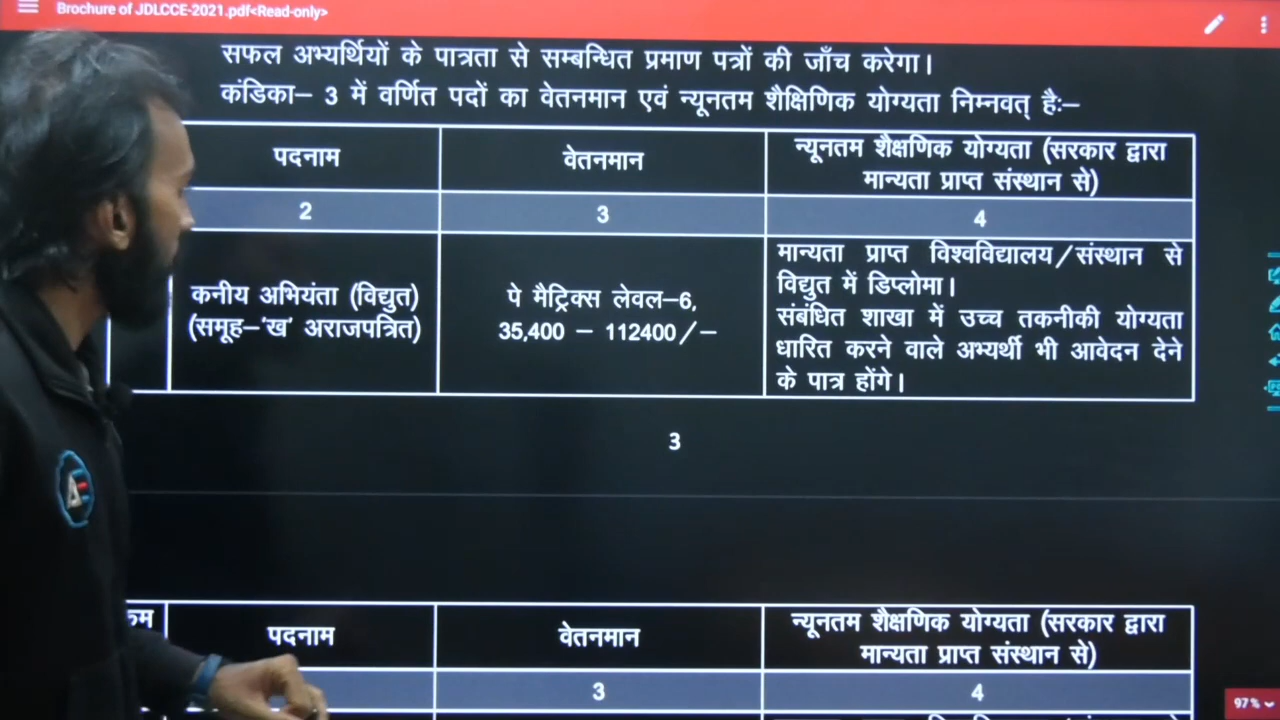 Brochure of JDLCCE-2021.pdf<Read-only>
सफल अभ्यर्थियों के पात्रता से सम्बन्धित प्रमाण पत्रों की जाँच करेगा।
कंडिका– 3 में वर्णित पदों का वेतनमान एवं न्यूनतम शैक्षिणिक योग्यता निम्नवत् हैः–
पदनाम
वेतनमान
न्यूनतम शैक्षणिक योग्यता (सरकार द्वारा
मान्यता प्राप्त संस्थान से)
2
3
4
कनीय अभियंता (विद्युत)
(समूह–'ख' अराजपत्रित)
पे मैट्रिक्स लेवल–6,
35,400 – 112400/–
मान्यता प्राप्त विश्वविद्यालय/संस्थान से
विद्युत में डिप्लोमा।
संबंधित शाखा में उच्च तकनीकी योग्यता
धारित करने वाले अभ्यर्थी भी आवेदन देने
के पात्र होंगे।
3
पदनाम
वेतनमान
न्यूनतम शैक्षणिक योग्यता (सरकार द्वारा
मान्यता प्राप्त संस्थान से)
3
4
97%